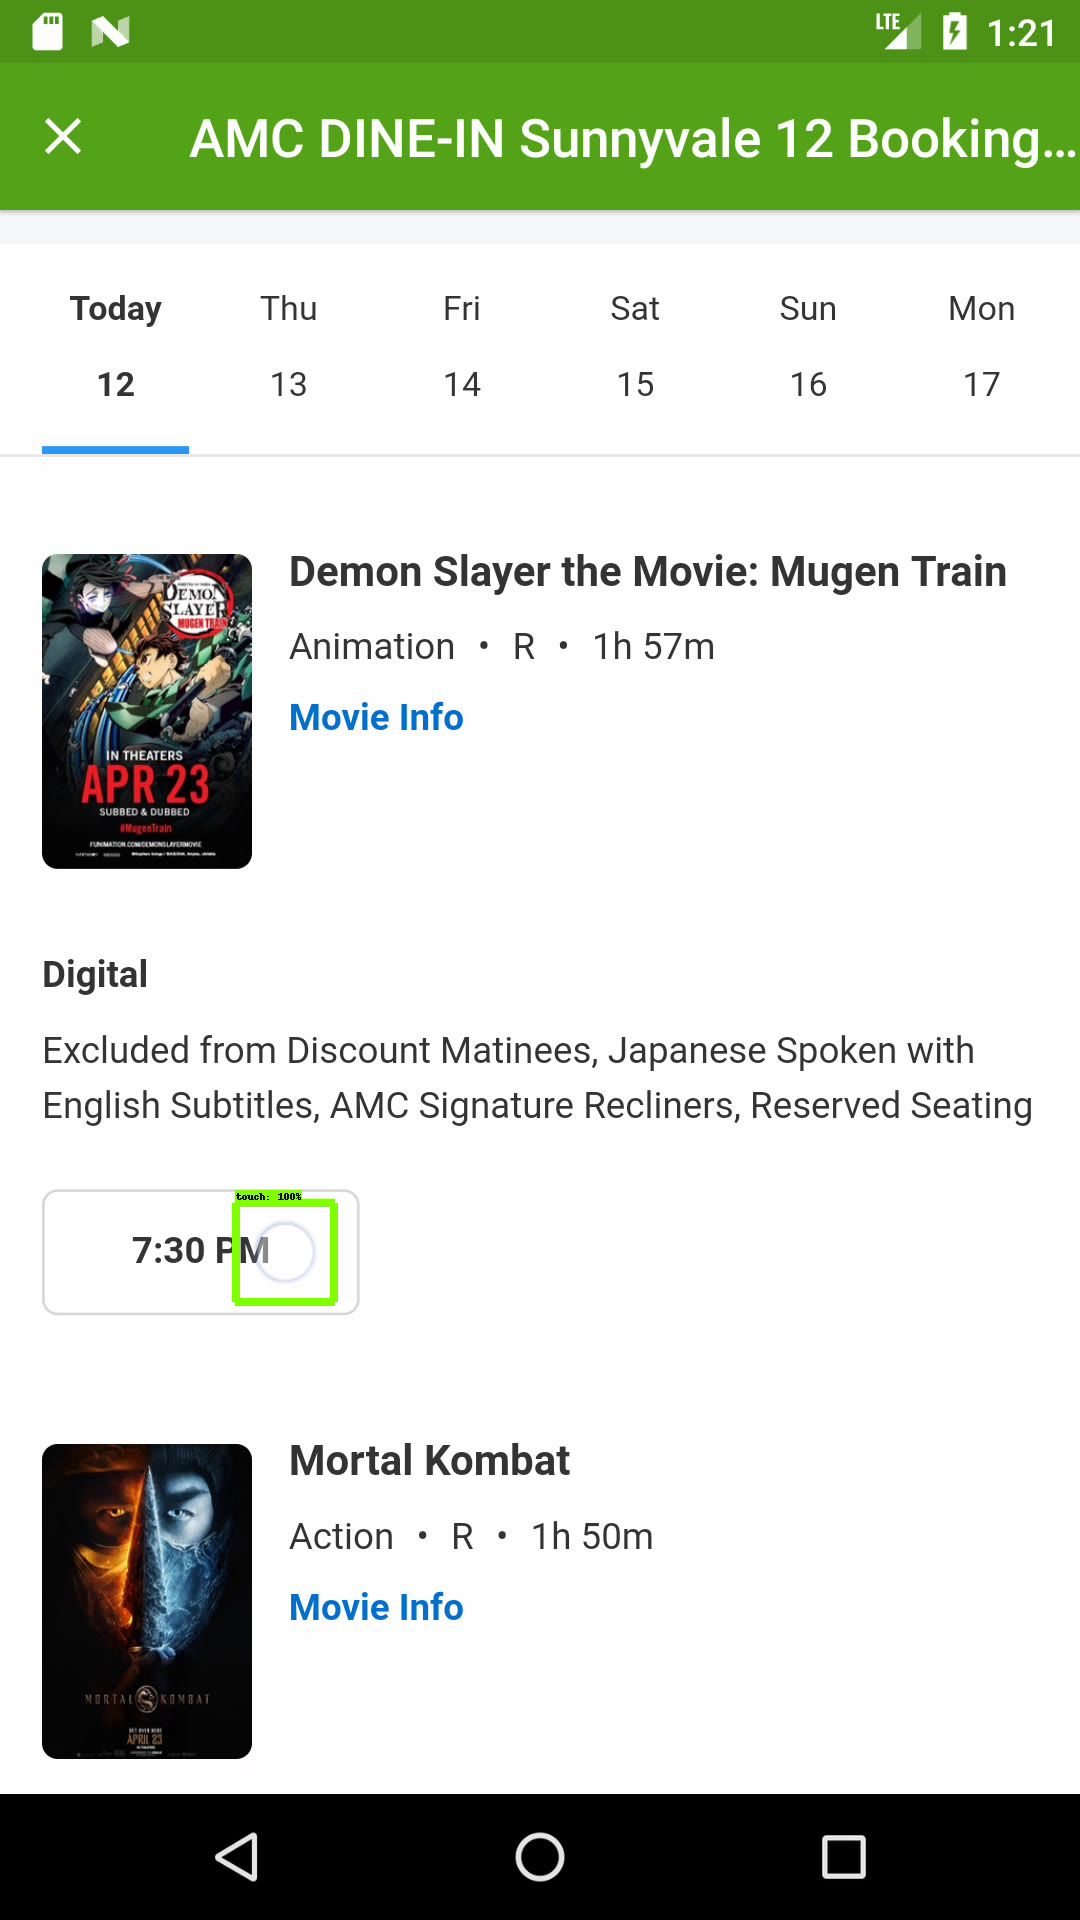 LTE 1:21
AMC DINE-IN Sunnyvale 12 Booking...
Today Thu Fri Sat Sun Mon
12 13 14 15 16 17
Demon Slayer the Movie: Mugen Train
Animation • R • 1h 57m
Movie Info
DEMON
SLAYER
MUGEN TRAIN
IN THEATERS
APR 23
SUBBED & DUBBED
#MugenTrain
FUNIMATION.COM/DEMONSLAYERMOVIE
Digital
Excluded from Discount Matinees, Japanese Spoken with
English Subtitles, AMC Signature Recliners, Reserved Seating
touch: 100%
7:30 PM
Mortal Kombat
Action • R • 1h 50m
Movie Info
MORTAL KOMBAT
GET OVER HERE
APRIL 23